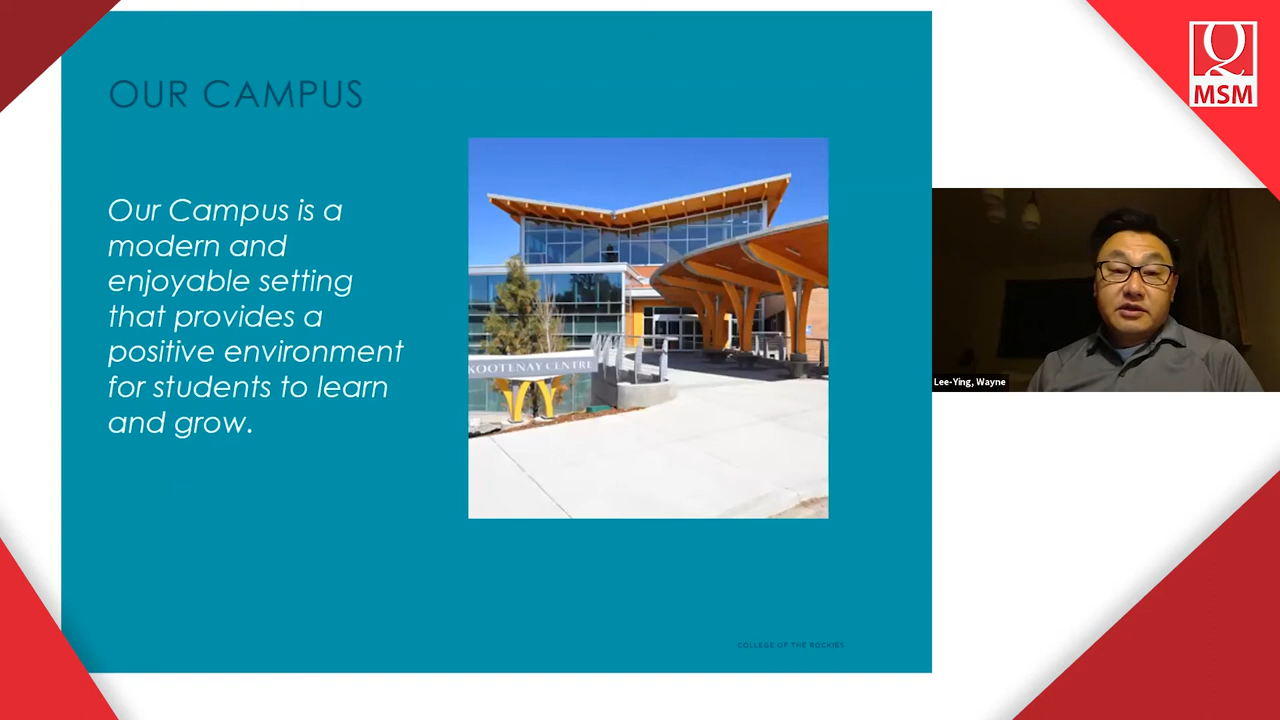 OUR CAMPUS
Our Campus is a
modern and
enjoyable setting
that provides a
positive environment
for students to learn
and grow.
KOOTENAY CENTRE
COLLEGE OF THE ROCKIES
MSM
Lee-Ying, Wayne